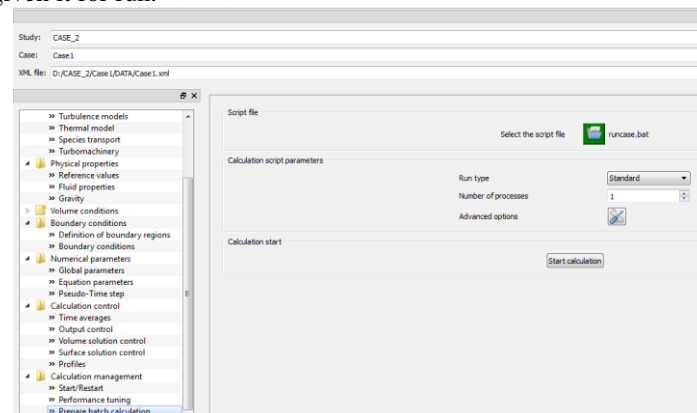 given it for run.
Study: CASE_2
Case: Case1
XML file: D:/CASE_2/Case1/DATA/Case1.xml
Turbulence models
Thermal model
Species transport
Turbomachinery
Physical properties
Reference values
Fluid properties
Gravity
Volume conditions
Boundary conditions
Definition of boundary regions
Boundary conditions
Numerical parameters
Global parameters
Equation parameters
Pseudo-Time step
Calculation control
Time averages
Output control
Volume solution control
Surface solution control
Profiles
Calculation management
Start/Restart
Performance tuning
Prepare batch calculation
Script file
Select the script file runcase.bat
Calculation script parameters
Run type Standard
Number of processes 1
Advanced options
Calculation start
Start calculation